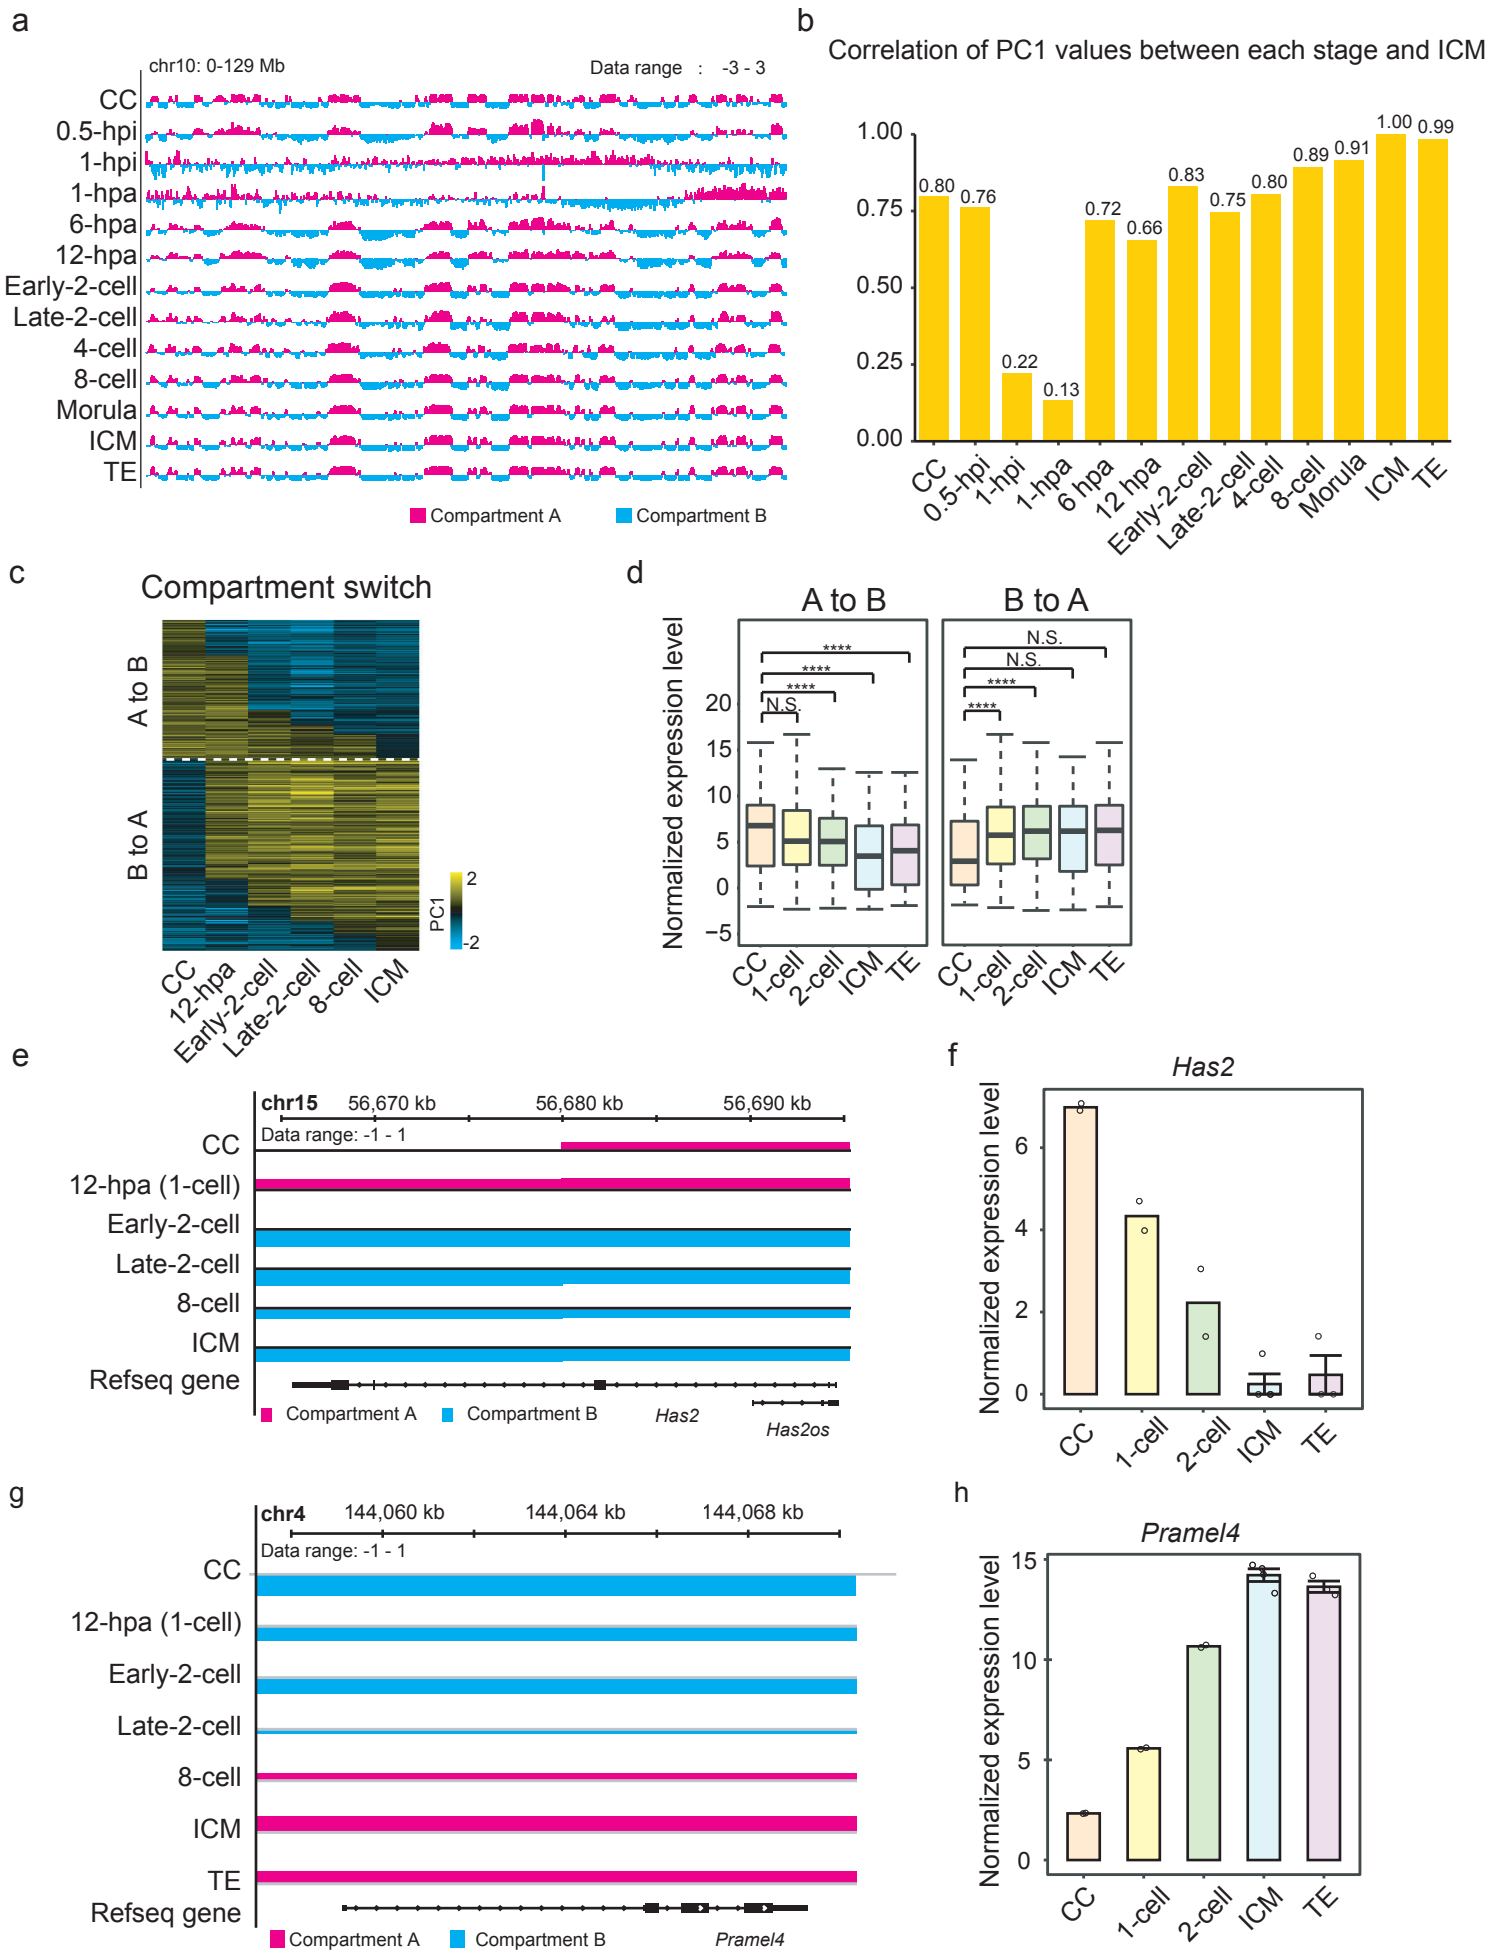 a
chr10: 0-129 Mb
Data range : -3 - 3
CC
0.5-hpi
1-hpi
1-hpa
6-hpa
12-hpa
Early-2-cell
Late-2-cell
4-cell
8-cell
Morula
ICM
TE
Compartment A
Compartment B
b
Correlation of PC1 values between each stage and ICM
1.00
0.75
0.50
0.25
0.00
0.80
0.76
0.22
0.13
0.72
0.66
0.83
0.75
0.80
0.89
0.91
1.00
0.99
CC
0.5-hpi
1-hpi
1-hpa
6 hpa
12 hpa
Early-2-cell
Late-2-cell
4-cell
8-cell
Morula
ICM
TE
c
Compartment switch
A to B
B to A
PC1
2
-2
CC
12-hpa
Early-2-cell
Late-2-cell
8-cell
ICM
d
A to B
B to A
Normalized expression level
20
15
10
5
0
−5
****
****
****
N.S.
N.S.
N.S.
****
****
CC
1-cell
2-cell
ICM
TE
CC
1-cell
2-cell
ICM
TE
e
chr15
56,670 kb
56,680 kb
56,690 kb
Data range: -1 - 1
CC
12-hpa (1-cell)
Early-2-cell
Late-2-cell
8-cell
ICM
Refseq gene
Compartment A
Compartment B
Has2
Has2os
f
Has2
Normalized expression level
6
4
2
0
CC
1-cell
2-cell
ICM
TE
g
chr4
144,060 kb
144,064 kb
144,068 kb
Data range: -1 - 1
CC
12-hpa (1-cell)
Early-2-cell
Late-2-cell
8-cell
ICM
TE
Refseq gene
Compartment A
Compartment B
Pramel4
h
Pramel4
Normalized expression level
15
10
5
0
CC
1-cell
2-cell
ICM
TE